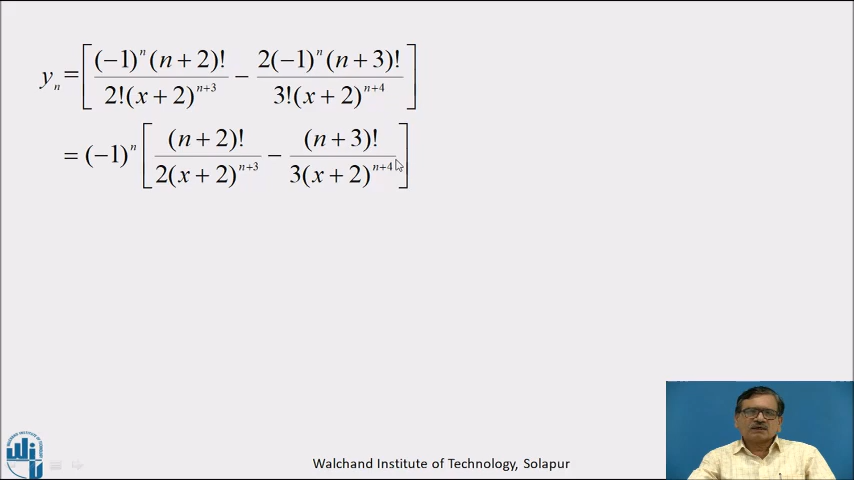 y_n = [ (−1)^n (n + 2)! / 2!(x + 2)^{n+3} − 2(−1)^n (n + 3)! / 3!(x + 2)^{n+4} ]
= (−1)^n [ (n + 2)! / 2(x + 2)^{n+3} − (n + 3)! / 3(x + 2)^{n+4} ]
Walchand Institute of Technology, Solapur